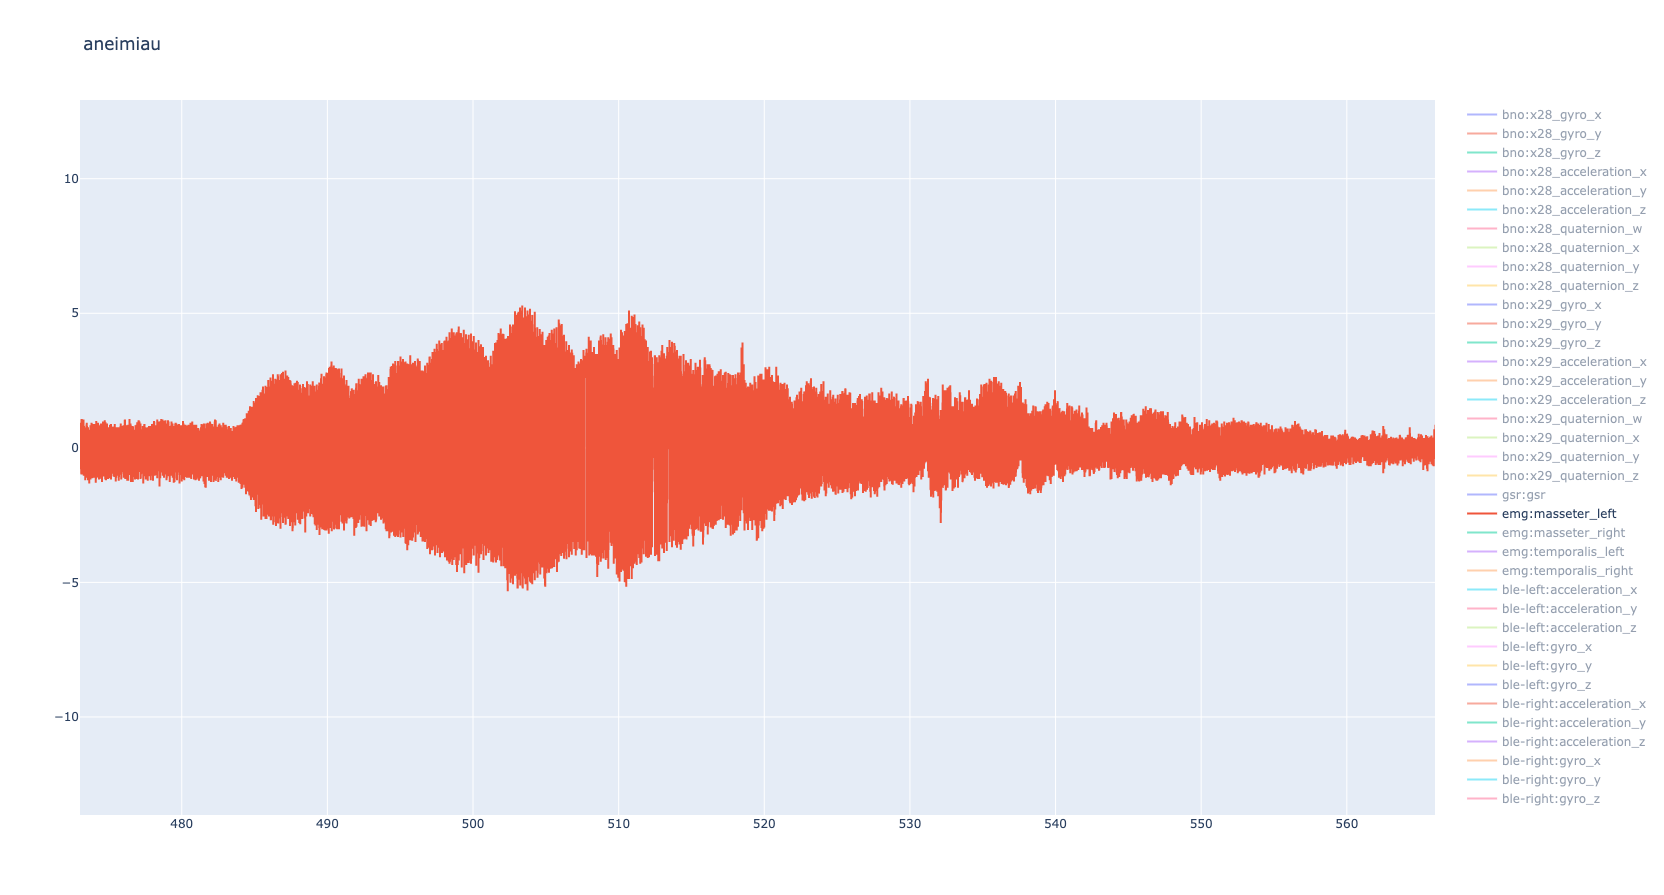 aneimiau
10
5
0
−5
−10
480 490 500 510 520 530 540 550 560
bno:x28_gyro_x
bno:x28_gyro_y
bno:x28_gyro_z
bno:x28_acceleration_x
bno:x28_acceleration_y
bno:x28_acceleration_z
bno:x28_quaternion_w
bno:x28_quaternion_x
bno:x28_quaternion_y
bno:x28_quaternion_z
bno:x29_gyro_x
bno:x29_gyro_y
bno:x29_gyro_z
bno:x29_acceleration_x
bno:x29_acceleration_y
bno:x29_acceleration_z
bno:x29_quaternion_w
bno:x29_quaternion_x
bno:x29_quaternion_y
bno:x29_quaternion_z
gsr:gsr
emg:masseter_left
emg:masseter_right
emg:temporalis_left
emg:temporalis_right
ble-left:acceleration_x
ble-left:acceleration_y
ble-left:acceleration_z
ble-left:gyro_x
ble-left:gyro_y
ble-left:gyro_z
ble-right:acceleration_x
ble-right:acceleration_y
ble-right:acceleration_z
ble-right:gyro_x
ble-right:gyro_y
ble-right:gyro_z